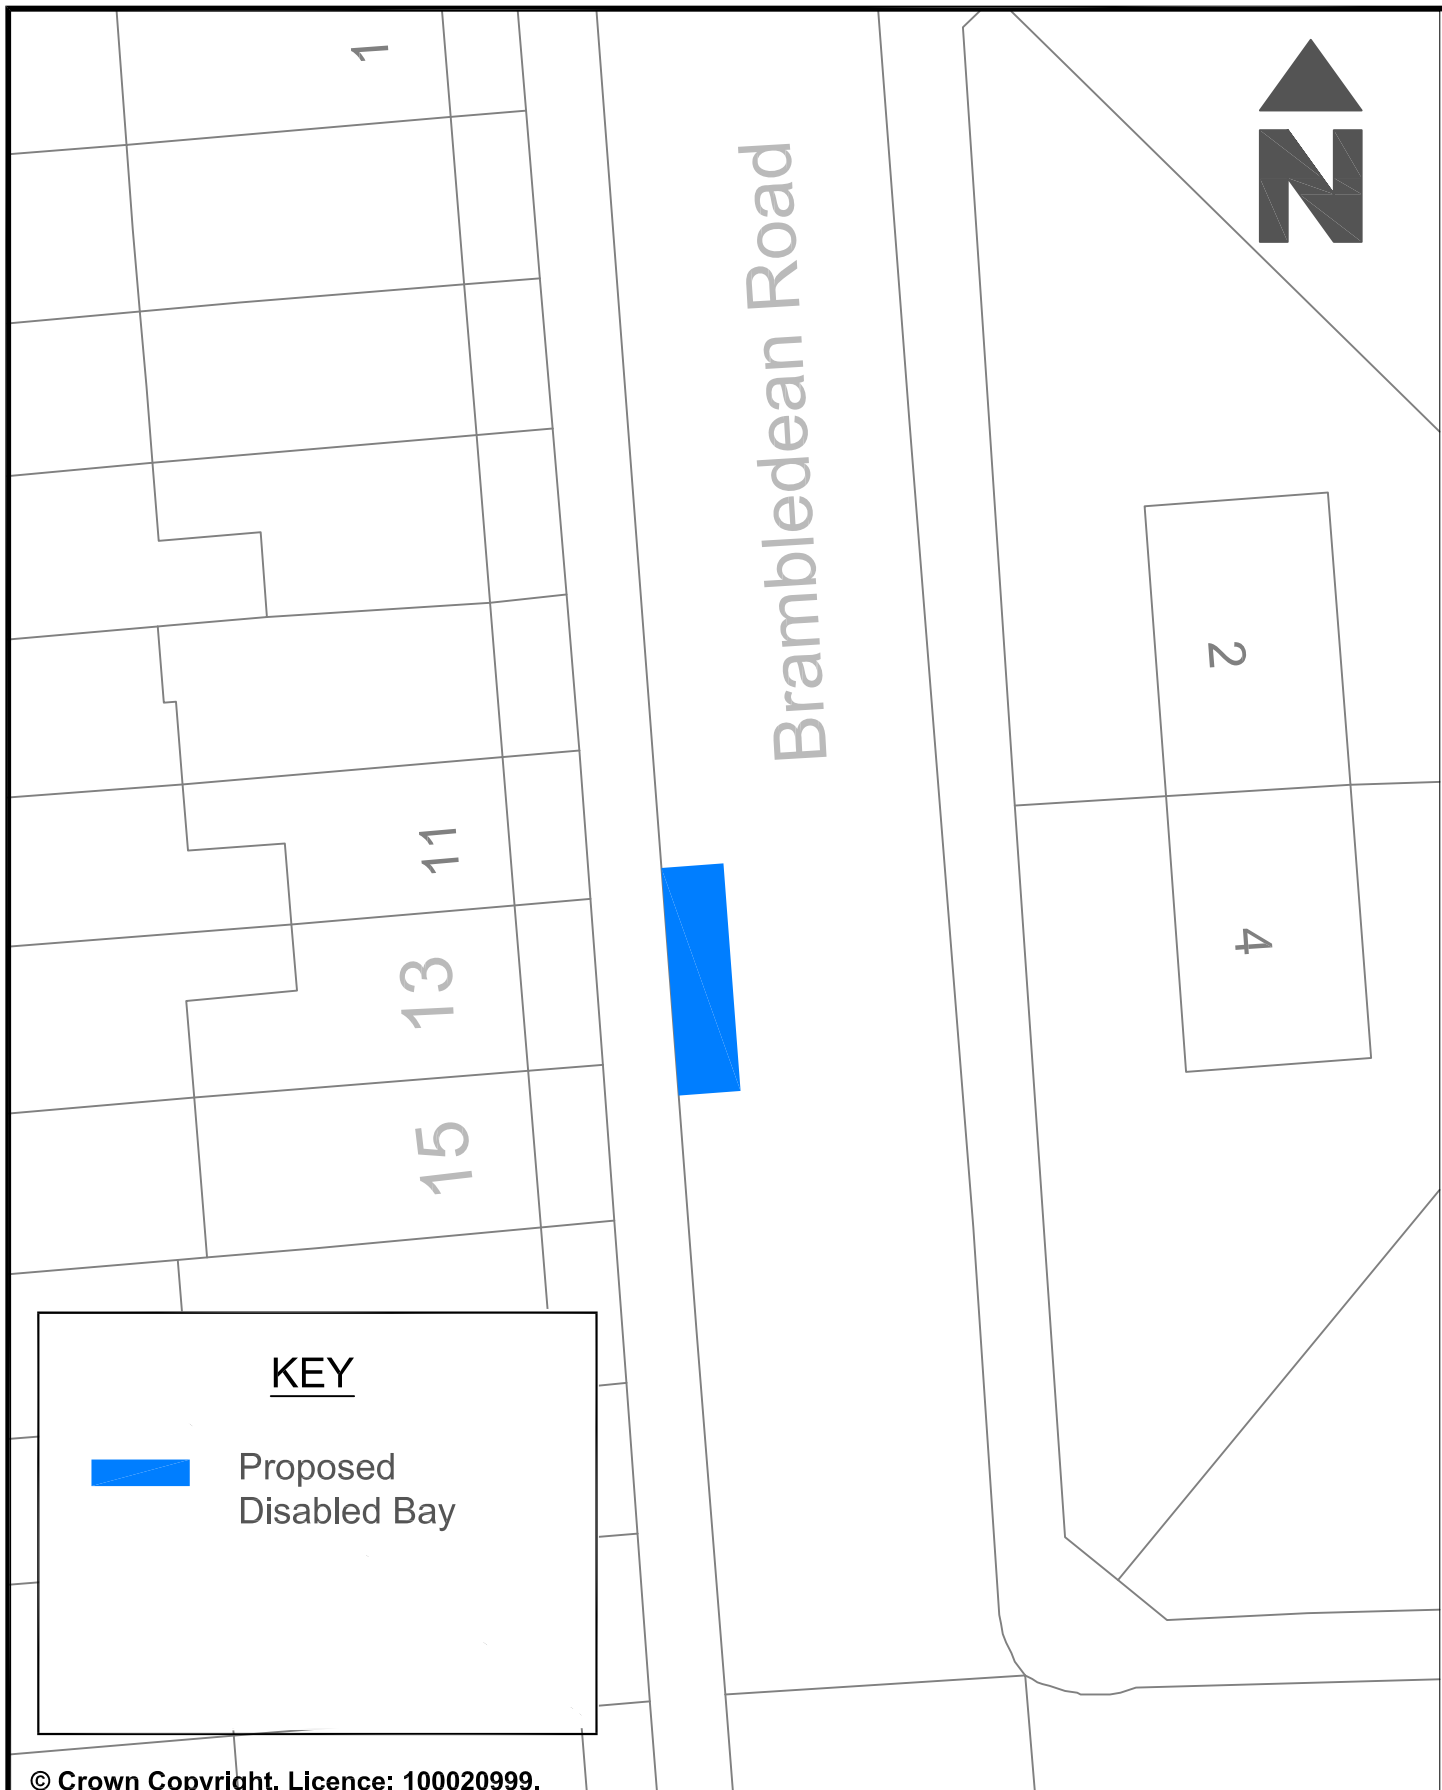 1
N
Brambledean Road
2
11
4
13
15
KEY
Proposed
Disabled Bay
© Crown Copyright. Licence: 100020999.